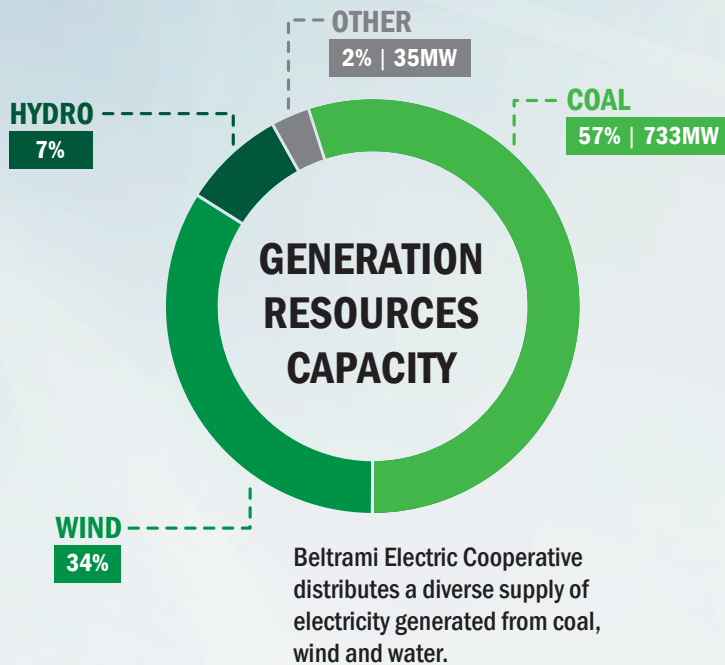 OTHER
2% | 35MW
HYDRO
7%
COAL
57% | 733MW
GENERATION
RESOURCES
CAPACITY
WIND
34%
Beltrami Electric Cooperative
distributes a diverse supply of
electricity generated from coal,
wind and water.